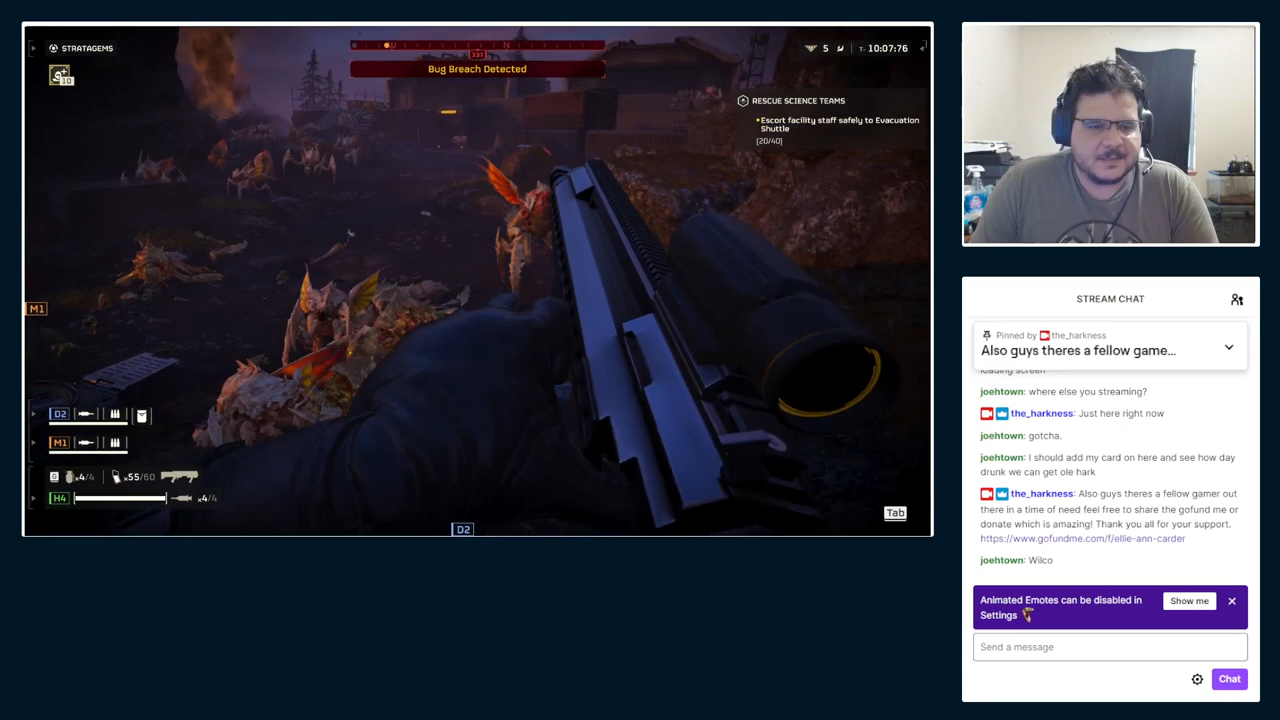 STRATAGEMS
10
U
N
337
Bug Breach Detected
5
T- 10:07:76
RESCUE SCIENCE TEAMS
Escort facility staff safely to Evacuation
Shuttle
[20/40]
M1
D2
M1
G x4/4 x55/60
H4 x4/4
D2
Tab
STREAM CHAT
Pinned by the_harkness
Also guys theres a fellow game...
loading screen
joehtown: where else you streaming?
the_harkness: Just here right now
joehtown: gotcha.
joehtown: I should add my card on here and see how day
drunk we can get ole hark
the_harkness: Also guys theres a fellow gamer out
there in a time of need feel free to share the gofund me or
donate which is amazing! Thank you all for your support.
https://www.gofundme.com/f/ellie-ann-carder
joehtown: Wilco
Animated Emotes can be disabled in
Settings
Show me
Send a message
Chat